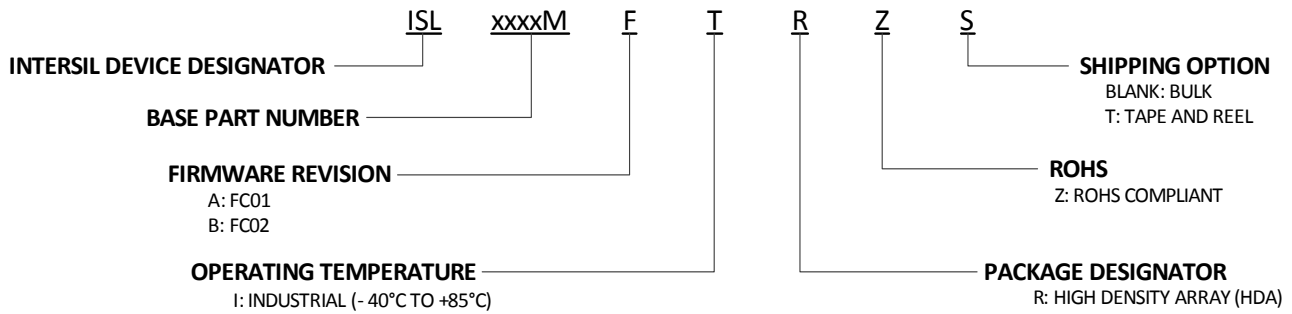 ISL xxxxM F T R Z S
INTERSIL DEVICE DESIGNATOR
SHIPPING OPTION
BLANK: BULK
T: TAPE AND REEL
BASE PART NUMBER
FIRMWARE REVISION
A: FC01
B: FC02
ROHS
Z: ROHS COMPLIANT
OPERATING TEMPERATURE
I: INDUSTRIAL (- 40°C TO +85°C)
PACKAGE DESIGNATOR
R: HIGH DENSITY ARRAY (HDA)